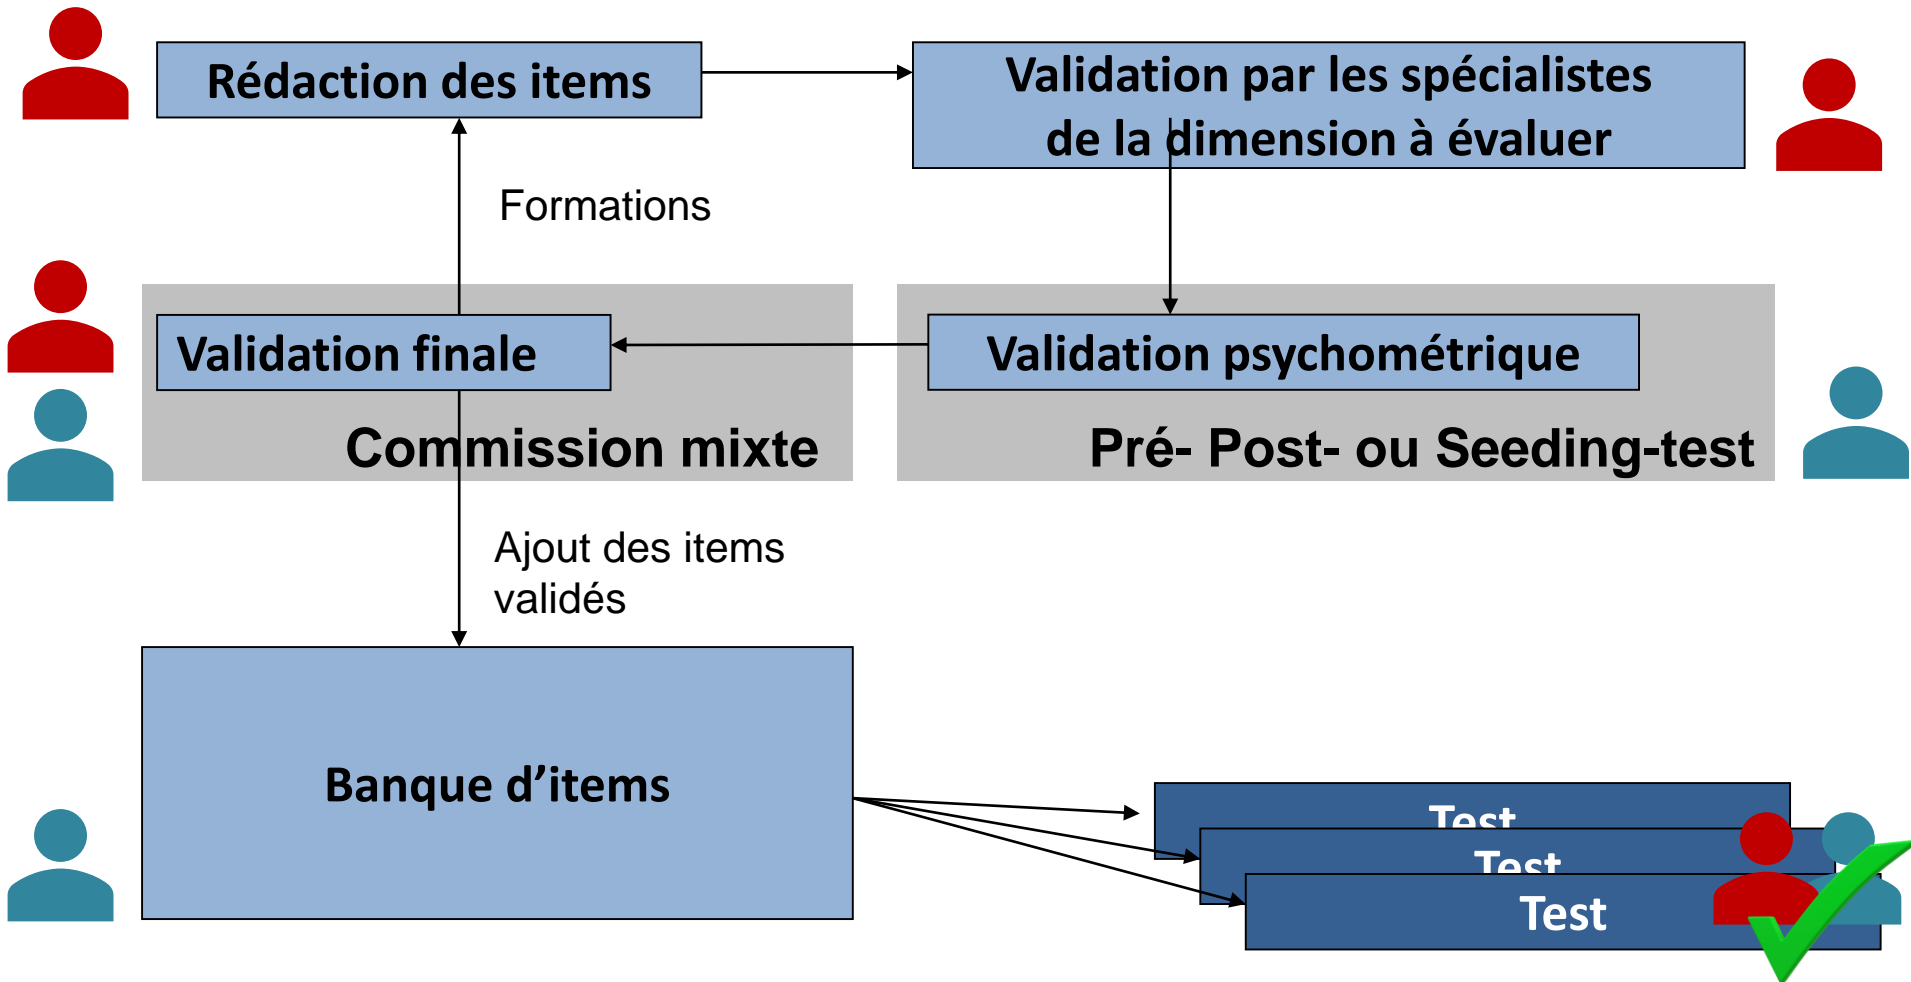 Rédaction des items
Validation par les spécialistes
de la dimension à évaluer
Formations
Validation finale
Validation psychométrique
Commission mixte
Pré- Post- ou Seeding-test
Ajout des items
validés
Banque d’items
Test
Test
Test